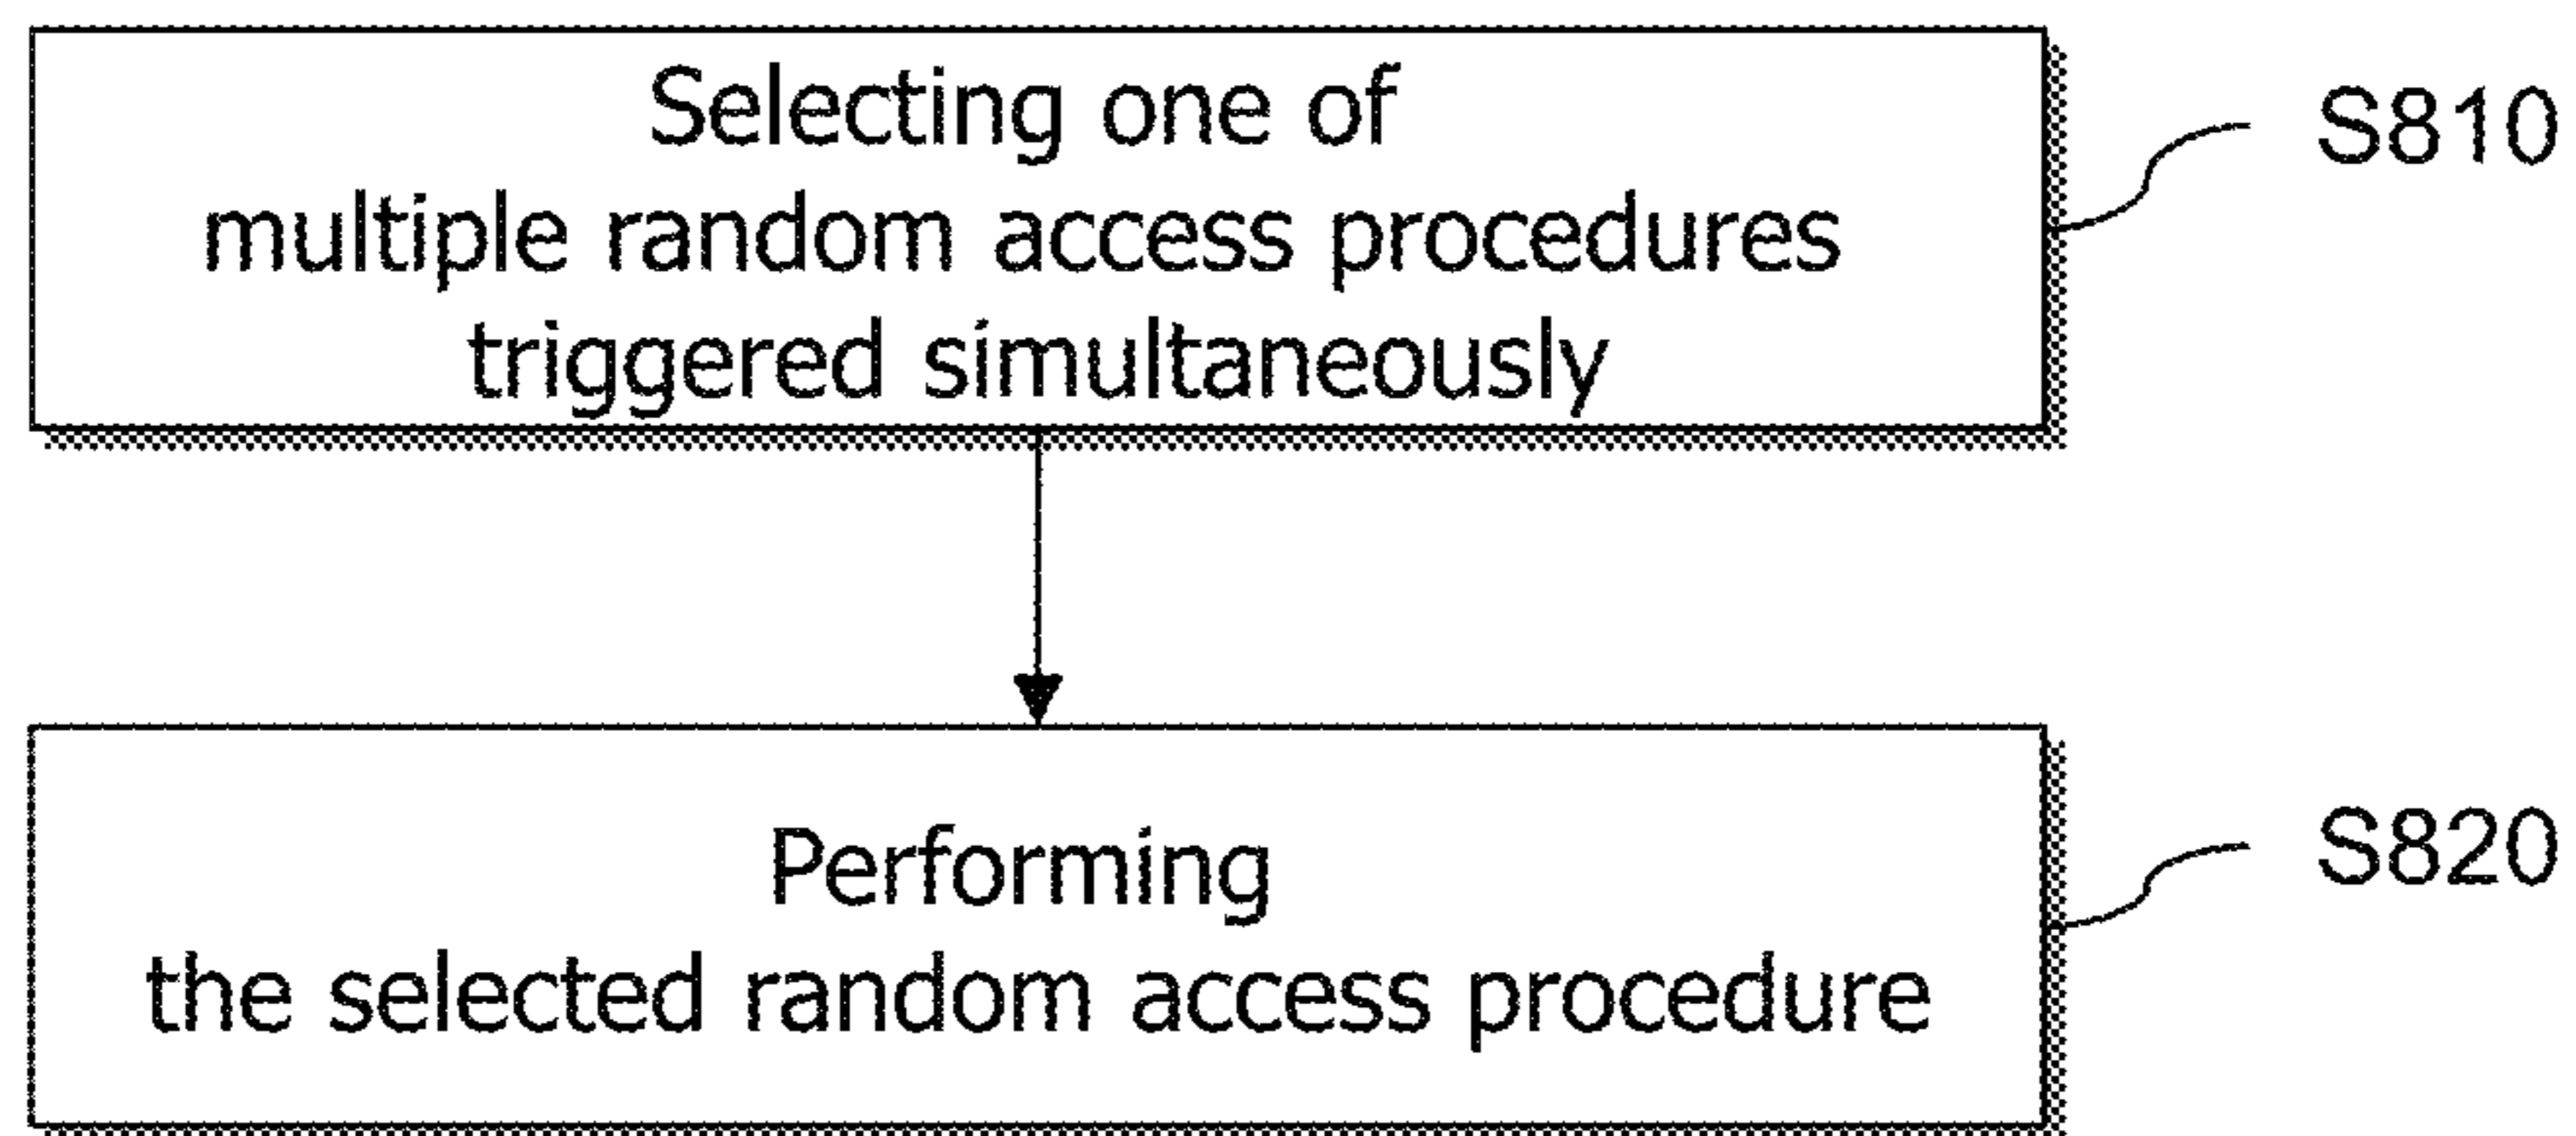 Selecting one of
multiple random access procedures
triggered simultaneously
S810
Performing
the selected random access procedure
S820